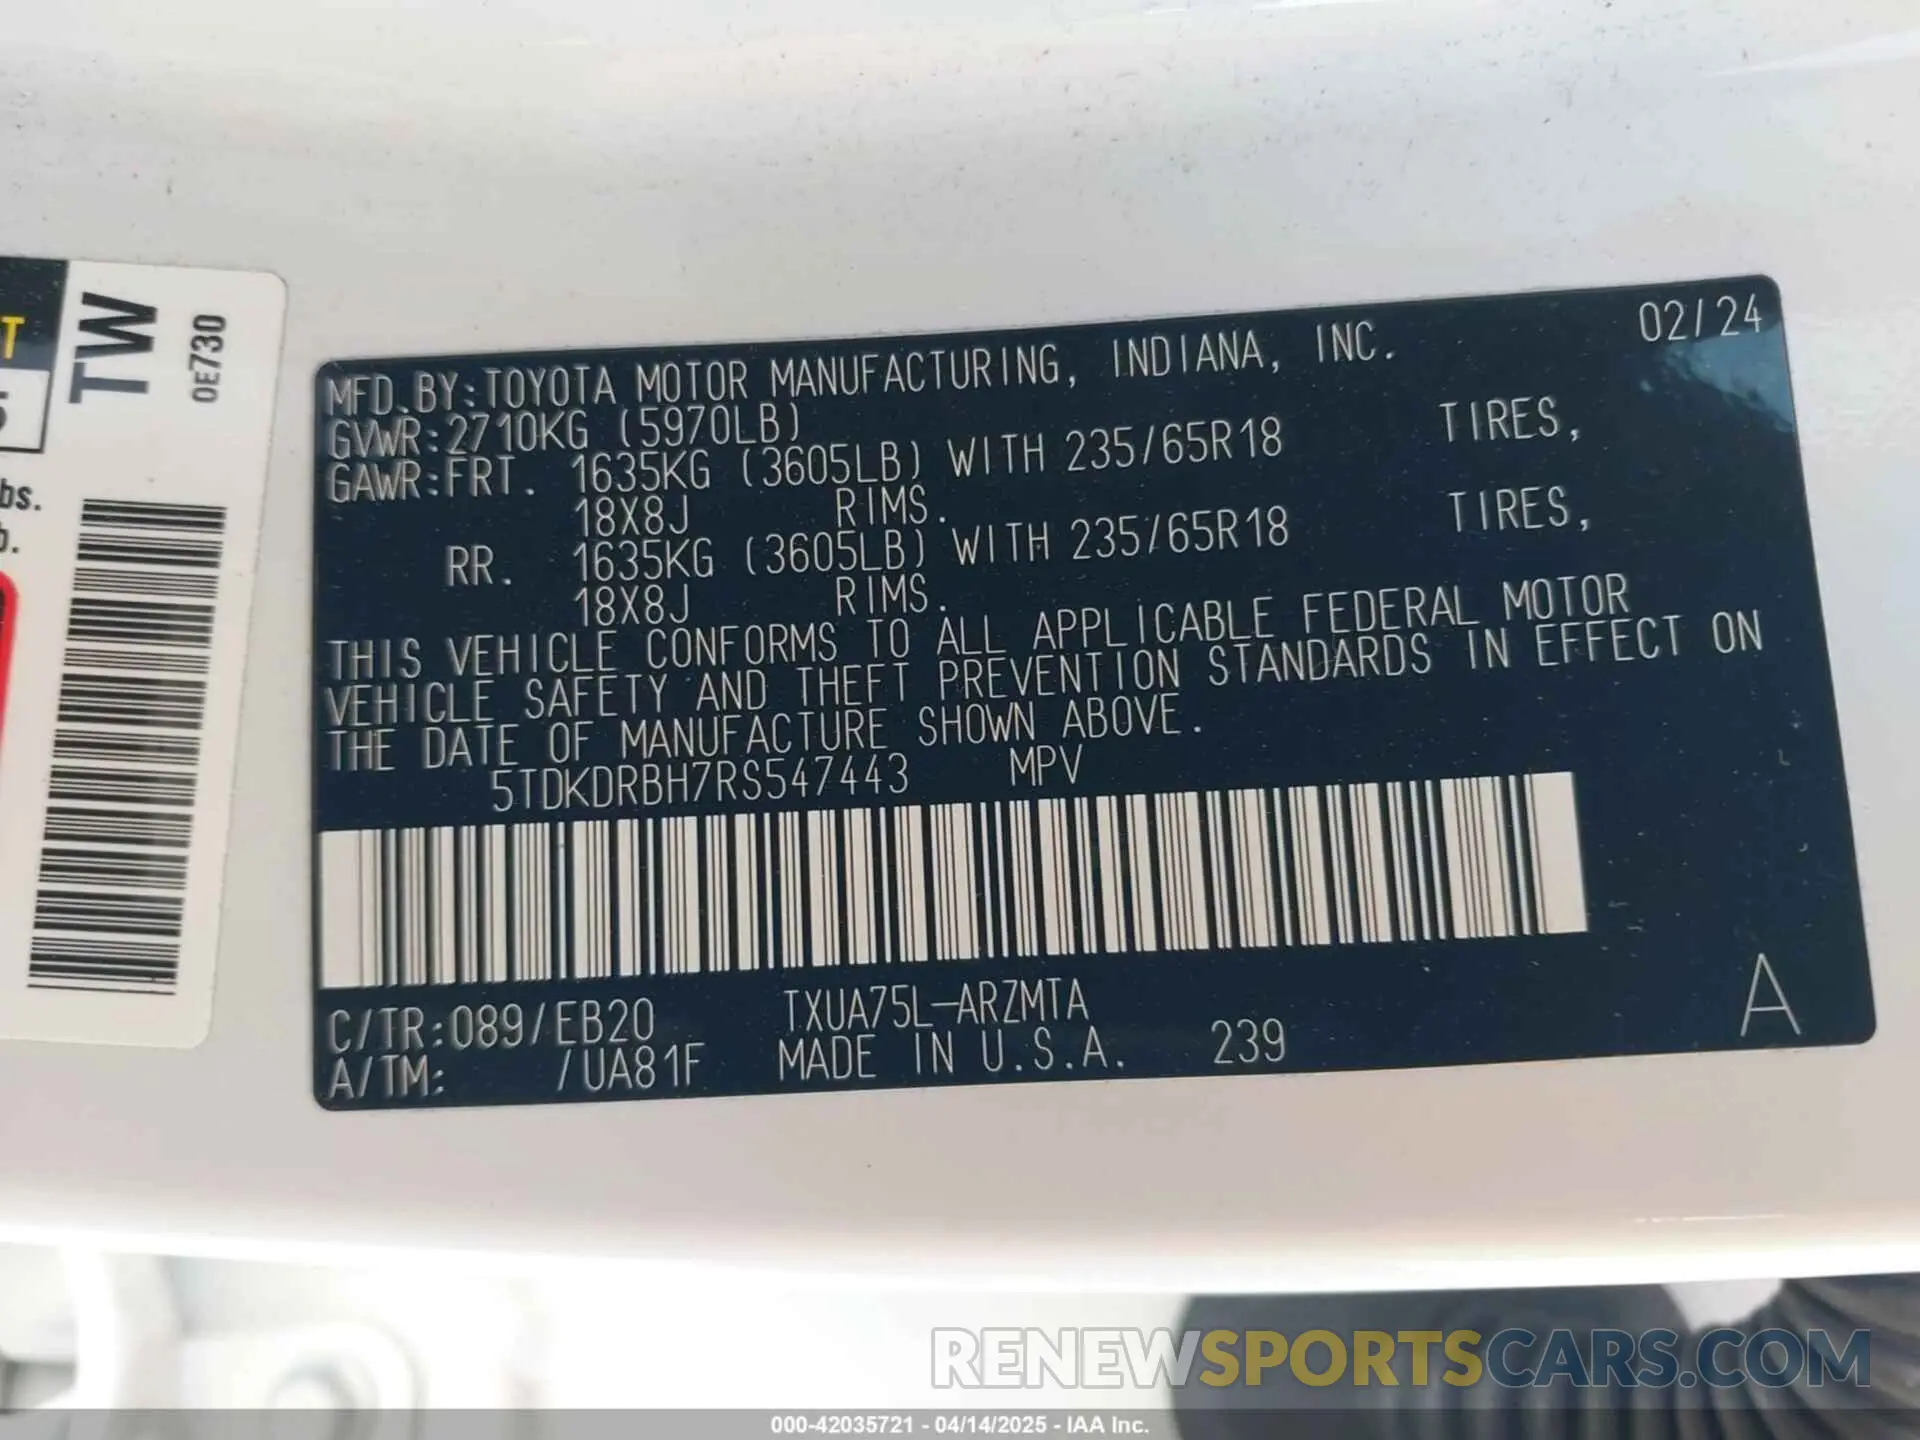 T
5
bs.
b.
TW
0E730
02/24
MFD.BY:TOYOTA MOTOR MANUFACTURING, INDIANA, INC.
GVWR:2710KG (5970LB)
GAWR:FRT. 1635KG (3605LB) WITH 235/65R18 TIRES,
18X8J RIMS.
RR. 1635KG (3605LB) WITH 235/65R18 TIRES,
18X8J RIMS.
THIS VEHICLE CONFORMS TO ALL APPLICABLE FEDERAL MOTOR
VEHICLE SAFETY AND THEFT PREVENTION STANDARDS IN EFFECT ON
THE DATE OF MANUFACTURE SHOWN ABOVE.
5TDKDRBH7RS547443 MPV
C/TR:089/EB20 TXUA75L-ARZMTA
A/TM: /UA81F MADE IN U.S.A. 239
A
RENEWSPORTSCARS.COM
000-42035721 - 04/14/2025 - IAA Inc.